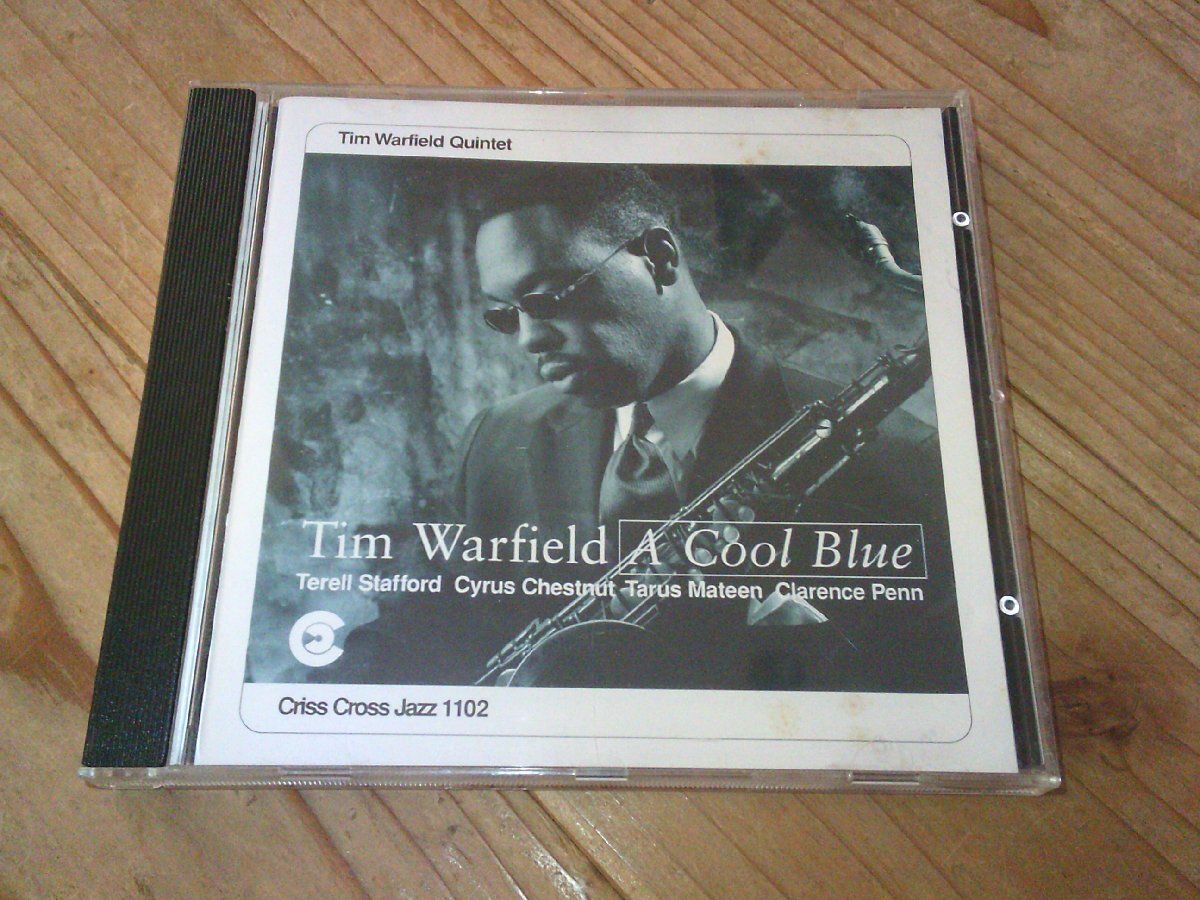 Tim Warfield Quintet
Tim Warfield A Cool Blue
Terell Stafford Cyrus Chestnut Tarus Mateen Clarence Penn
Criss Cross Jazz 1102